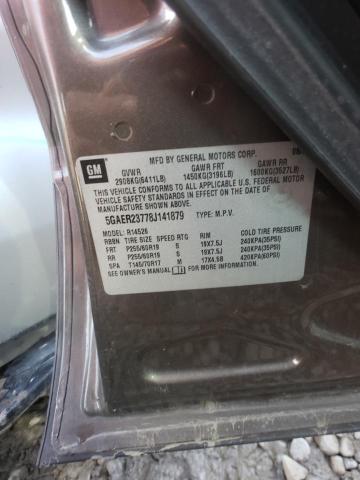 GM
MFD BY GENERAL MOTORS CORP.
GVWR GAWR FRT GAWR RR
2908KG(6411LB) 1450KG(3196LB) 1600KG(3527LB)
THIS VEHICLE CONFORMS TO ALL APPLICABLE U.S. FEDERAL MOTOR
VEHICLE SAFETY STANDARDS IN EFFECT ON THE DATE OF
MANUFACTURE SHOWN ABOVE.
5GAER23778J141879 TYPE: M.P.V.
MODEL: R14526
RBBN TIRE SIZE SPEED RTG RIM COLD TIRE PRESSURE
FRT P255/60R19 S 19X7.5J 240KPA(35PSI)
RR P255/60R19 S 19X7.5J 240KPA(35PSI)
SPA T145/70R17 M 17X4.5B 420KPA(60PSI)
SEE OWNER'S MANUAL FOR ADDITIONAL INFORMATION.